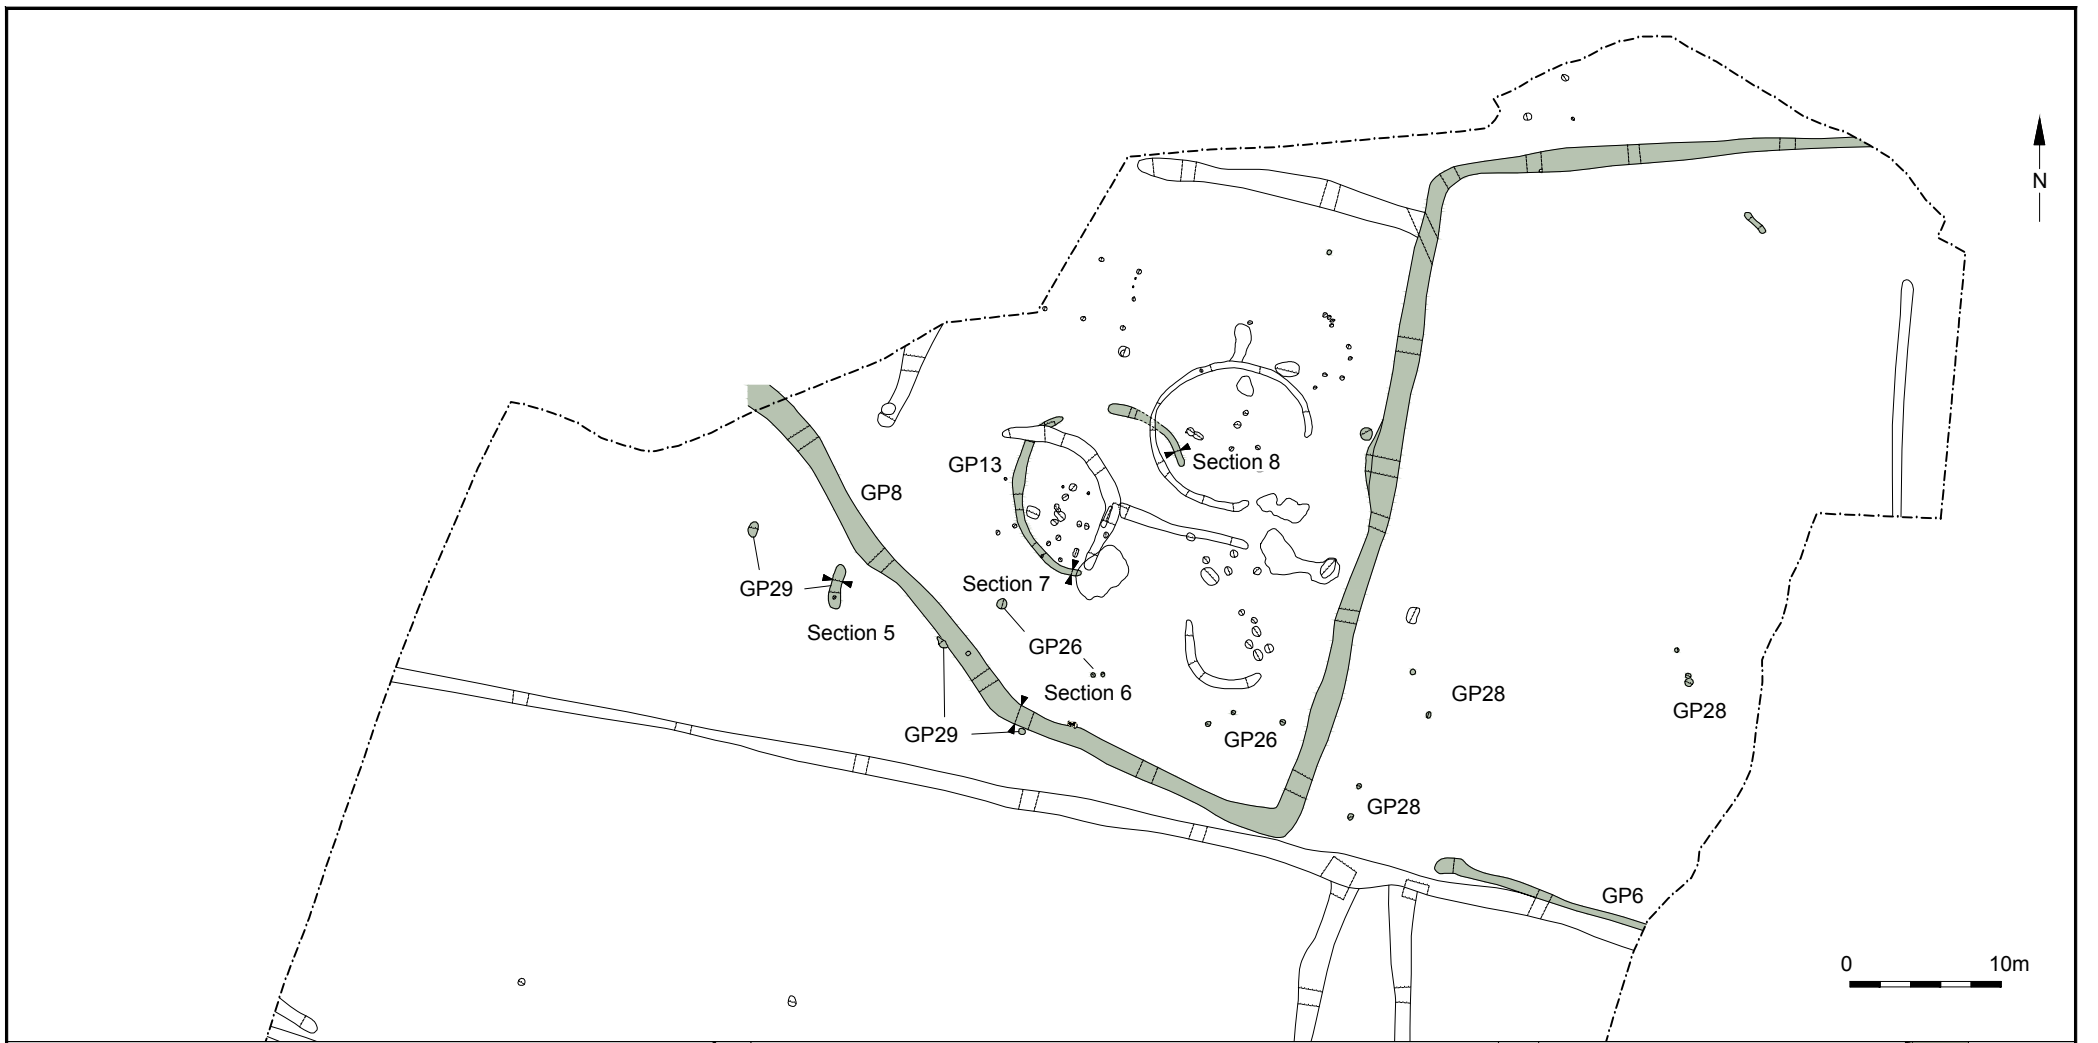 N
GP13
Section 8
GP8
Section 7
GP29
Section 5
GP26
Section 6
GP28
GP28
GP29
GP26
GP28
GP6
0 10m